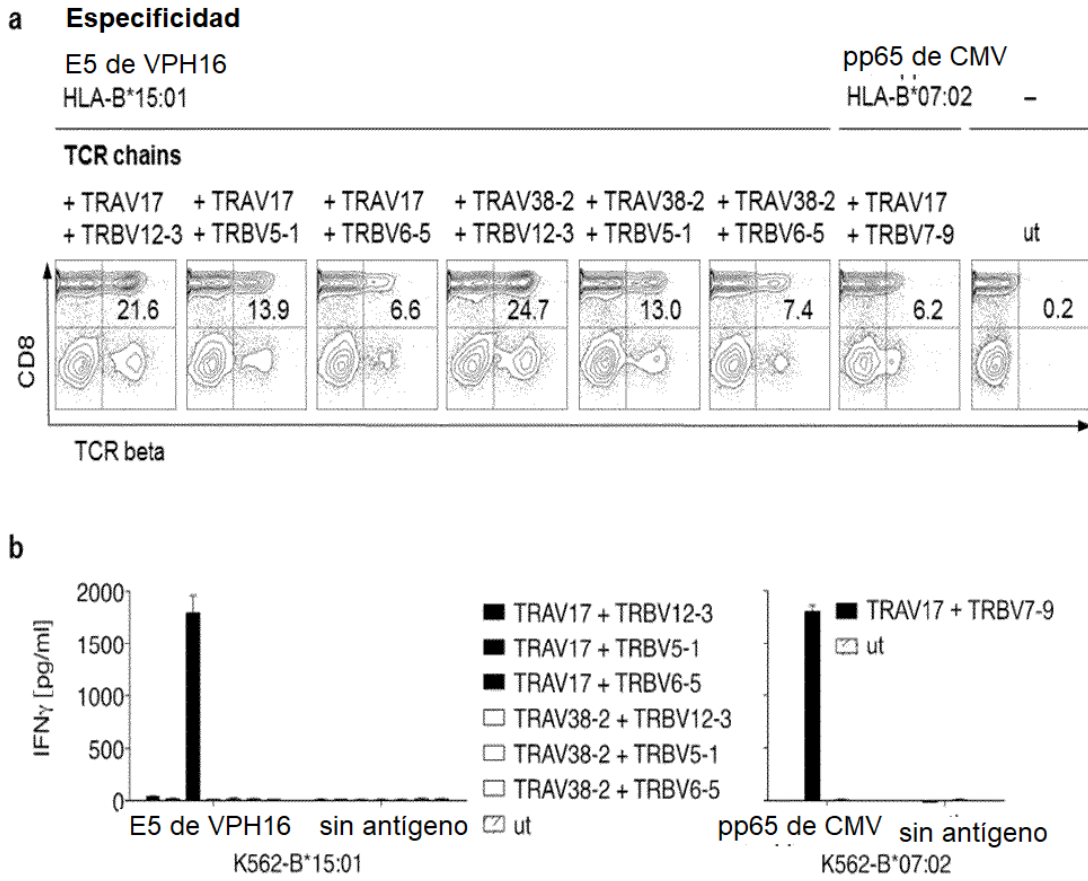 a Especificidad
E5 de VPH16 pp65 de CMV
HLA-B*15:01 HLA-B*07:02 –
TCR chains
+ TRAV17 + TRAV17 + TRAV17 + TRAV38-2 + TRAV38-2 + TRAV38-2 + TRAV17
+ TRBV12-3 + TRBV5-1 + TRBV6-5 + TRBV12-3 + TRBV5-1 + TRBV6-5 + TRBV7-9 ut
21.6 13.9 6.6 24.7 13.0 7.4 6.2 0.2
CD8
TCR beta
b
IFNγ [pg/ml]
2000
1500
1000
500
0
E5 de VPH16 sin antígeno
K562-B*15:01
TRAV17 + TRBV12-3
TRAV17 + TRBV5-1
TRAV17 + TRBV6-5
TRAV38-2 + TRBV12-3
TRAV38-2 + TRBV5-1
TRAV38-2 + TRBV6-5
ut
TRAV17 + TRBV7-9
ut
pp65 de CMV sin antígeno
K562-B*07:02